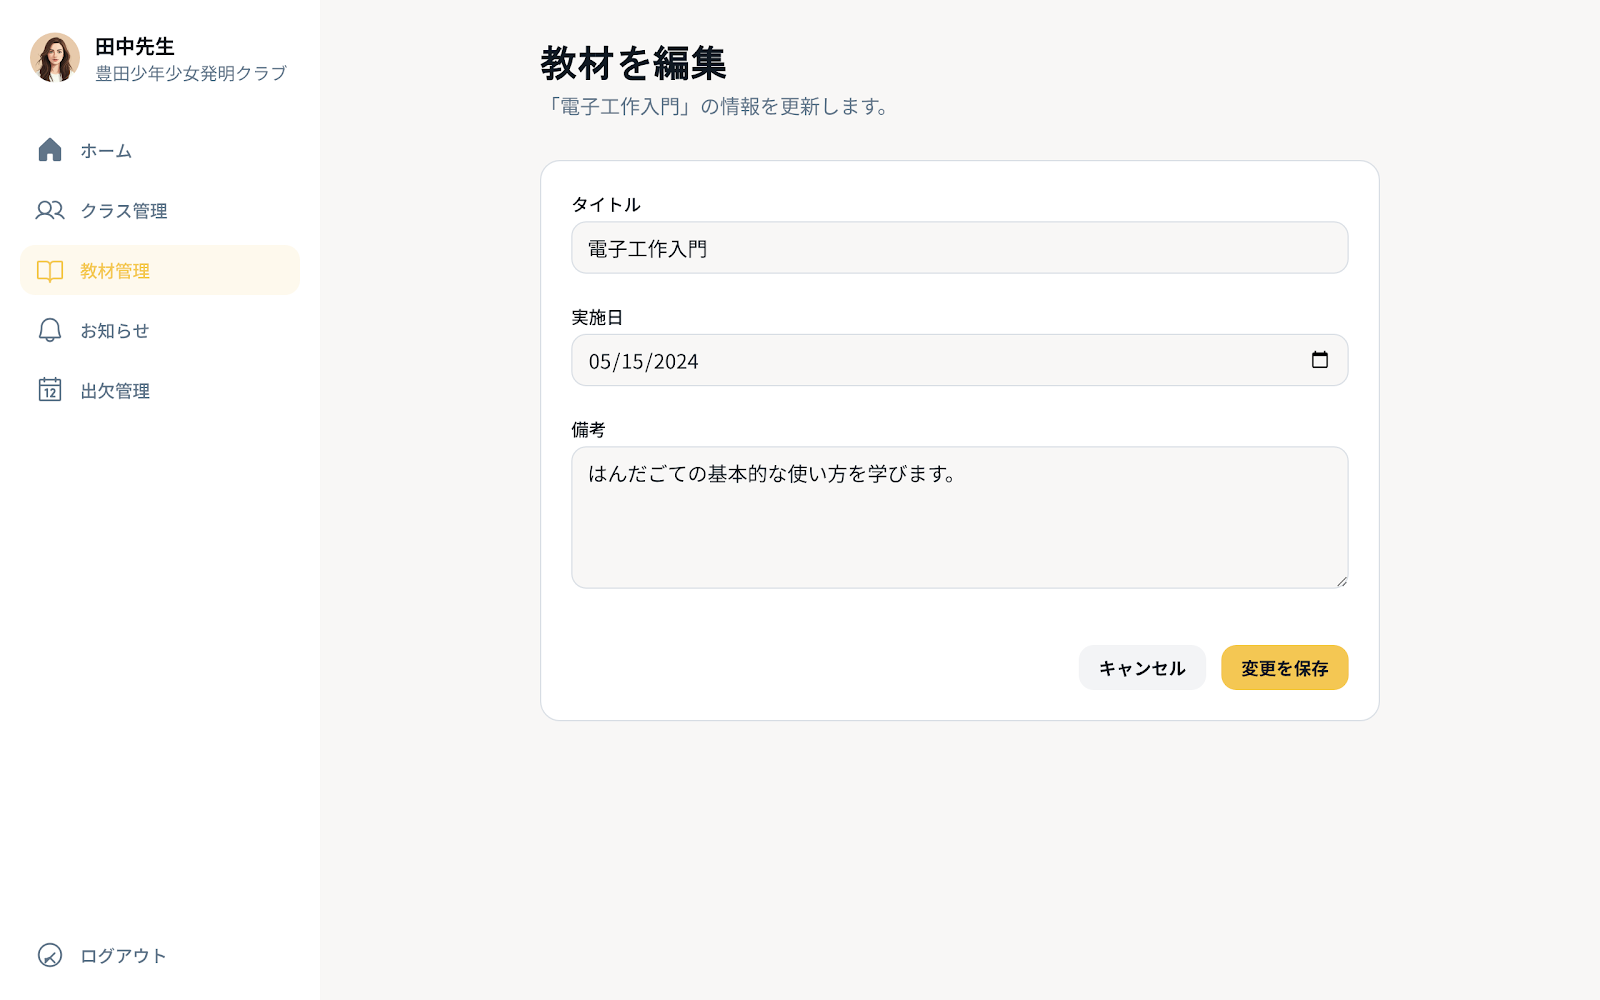 田中先生
豊田少年少女発明クラブ
ホーム
クラス管理
教材管理
お知らせ
12
出欠管理
ログアウト
教材を編集
「電子工作入門」の情報を更新します。
タイトル
電子工作入門
実施日
05/15/2024
備考
はんだごての基本的な使い方を学びます。
キャンセル
変更を保存